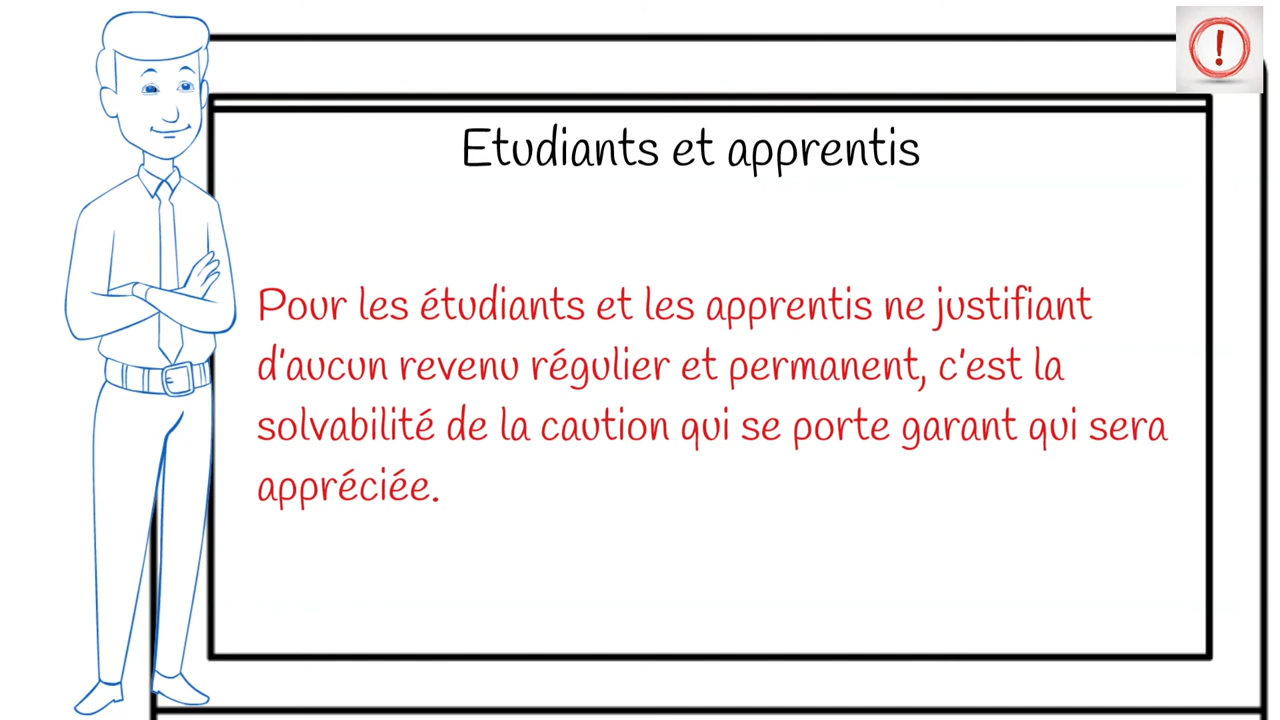 Etudiants et apprentis
Pour les étudiants et les apprentis ne justifiant
d'aucun revenu régulier et permanent, c'est la
solvabilité de la caution qui se porte garant qui sera
appréciée.